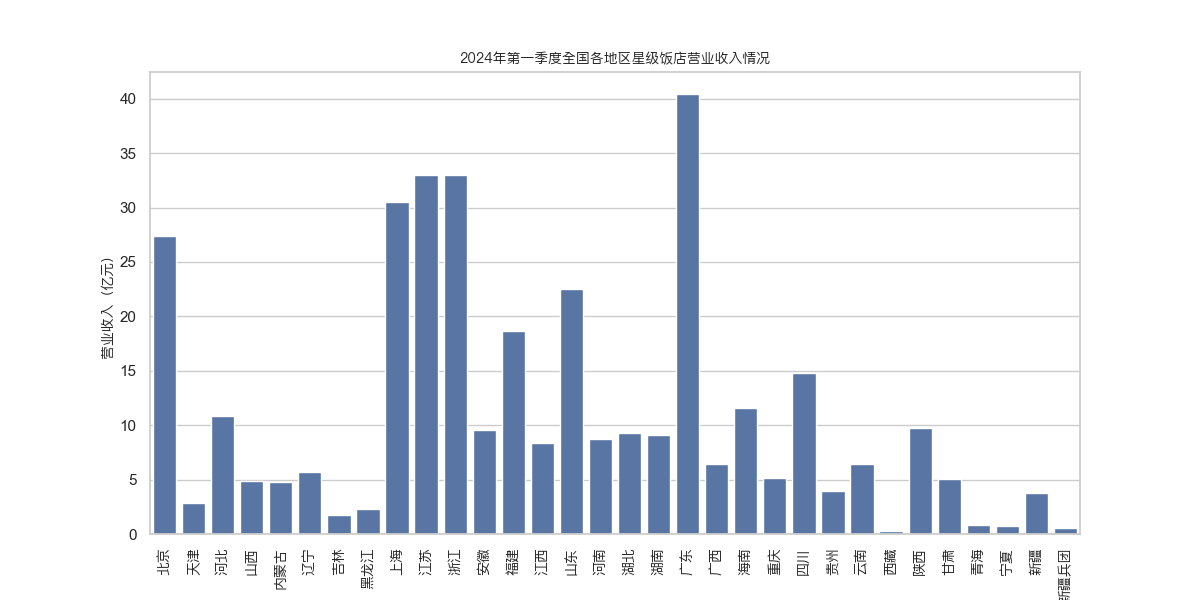 2024年第一季度全国各地区星级饭店营业收入情况
营业收入（亿元）
40
35
30
25
20
15
10
5
0
北京
天津
河北
山西
内蒙古
辽宁
吉林
黑龙江
上海
江苏
浙江
安徽
福建
江西
山东
河南
湖北
湖南
广东
广西
海南
重庆
四川
贵州
云南
西藏
陕西
甘肃
青海
宁夏
新疆
新疆兵团